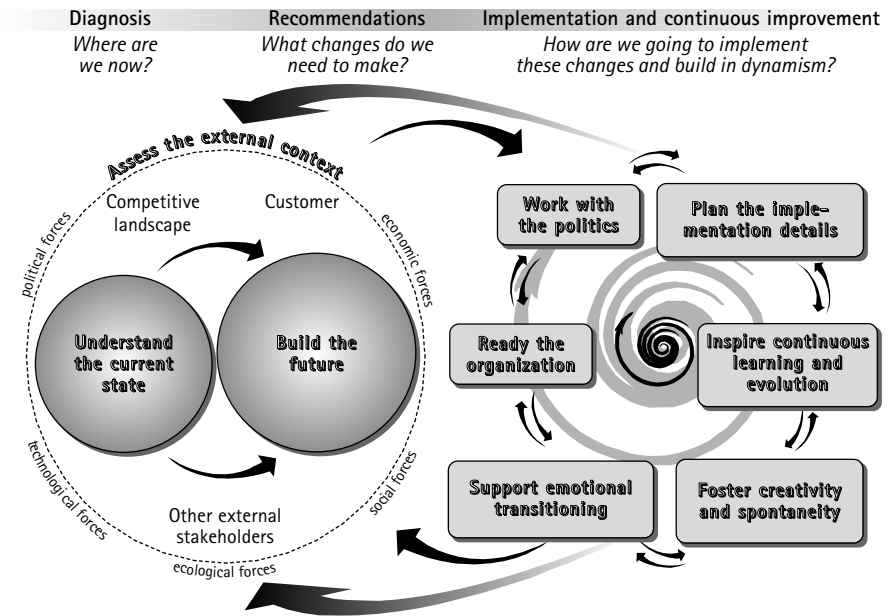 Diagnosis
Where are
we now?
Recommendations
What changes do we
need to make?
Implementation and continuous improvement
How are we going to implement
these changes and build in dynamism?
Assess the external context
Competitive
landscape
Customer
political forces
economic forces
Understand
the current
state
Build the
future
technological forces
social forces
Other external
stakeholders
ecological forces
Work with
the politics
Plan the imple-
mentation details
Ready the
organization
Inspire continuous
learning and
evolution
Support emotional
transitioning
Foster creativity
and spontaneity